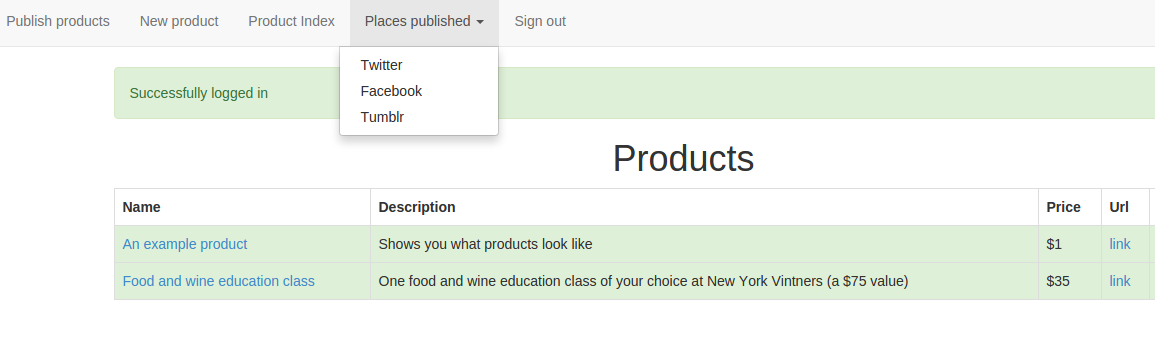 Publish products New product Product Index Places published Sign out
Twitter
Successfully logged in
Facebook
Tumblr
Products
Name Description Price Url
An example product Shows you what products look like $1 link
Food and wine education class One food and wine education class of your choice at New York Vintners (a $75 value) $35 link